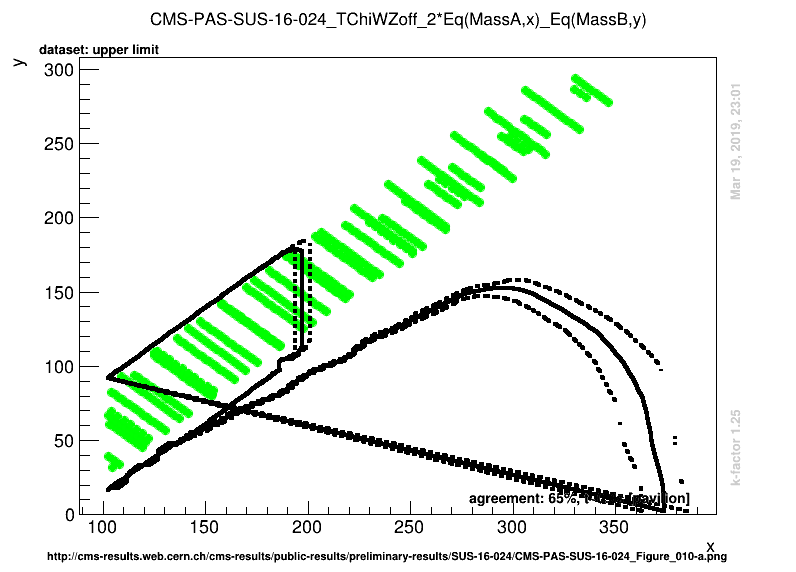 CMS-PAS-SUS-16-024_TChiWZoff_2*Eq(MassA,x)_Eq(MassB,y)
dataset: upper limit
y
300
250
200
150
100
50
0
100
150
200
250
300
350
x
agreement: 65%,
Mar 19, 2019, 23:01
k-factor 1.25
http://cms-results.web.cern.ch/cms-results/public-results/preliminary-results/SUS-16-024/CMS-PAS-SUS-16-024_Figure_010-a.png